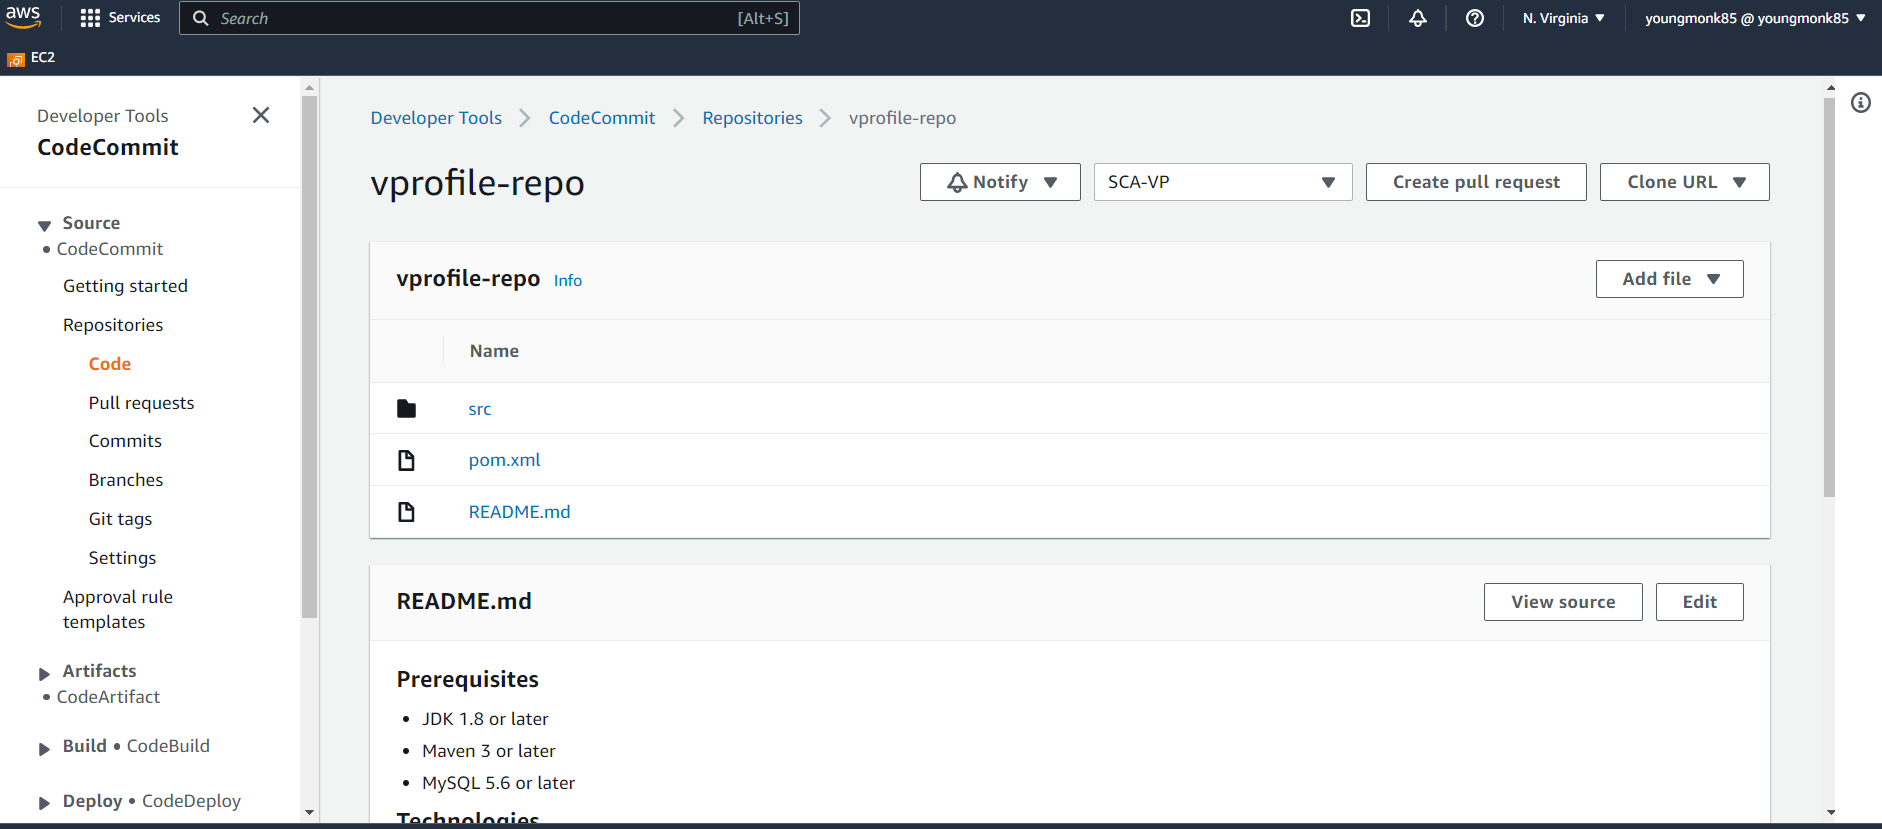 aws
Services
Search
[Alt+S]
N. Virginia
youngmonk85 @ youngmonk85
EC2
Developer Tools
CodeCommit
Source
CodeCommit
Getting started
Repositories
Code
Pull requests
Commits
Branches
Git tags
Settings
Approval rule
templates
Artifacts
CodeArtifact
Build • CodeBuild
Deploy • CodeDeploy
Developer Tools
CodeCommit
Repositories
vprofile-repo
vprofile-repo
Notify
SCA-VP
Create pull request
Clone URL
vprofile-repo Info
Add file
Name
src
pom.xml
README.md
README.md
View source
Edit
Prerequisites
• JDK 1.8 or later
• Maven 3 or later
• MySQL 5.6 or later
Technologies